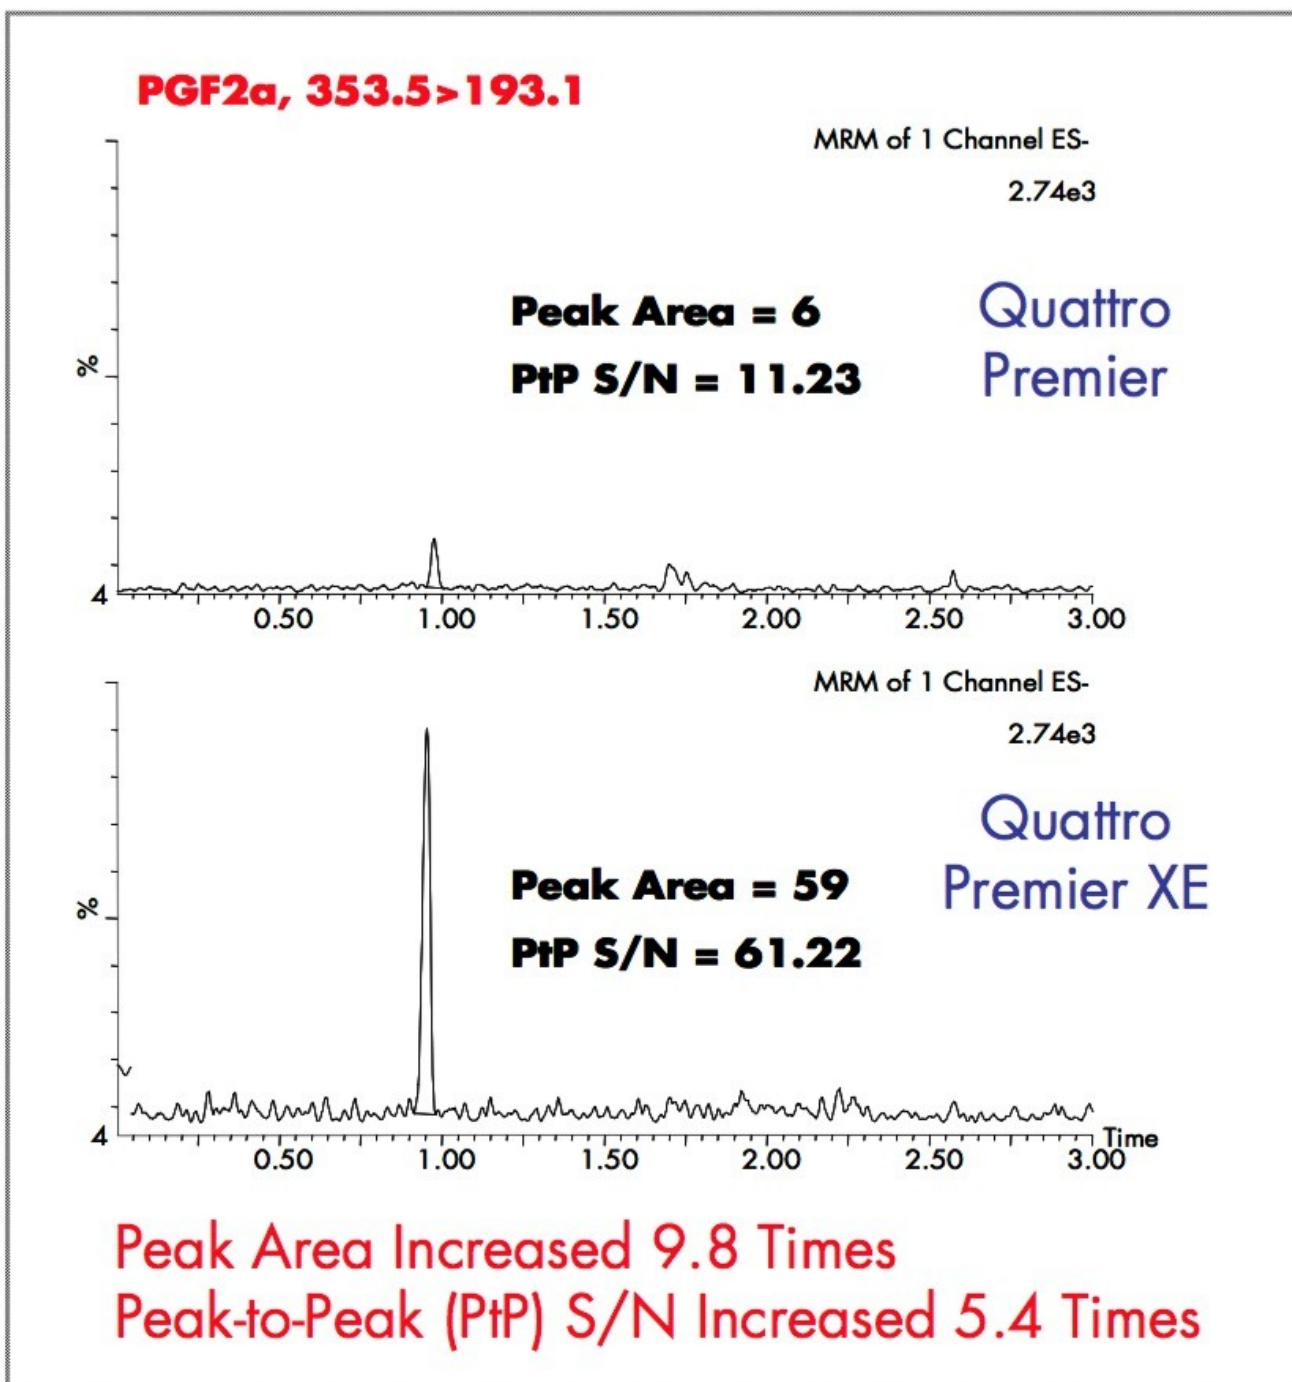 PGF2a, 353.5>193.1
MRM of 1 Channel ES-
2.74e3
Peak Area = 6
PtP S/N = 11.23
Quattro
Premier
%
4
0.50 1.00 1.50 2.00 2.50 3.00
MRM of 1 Channel ES-
2.74e3
Quattro
Premier XE
Peak Area = 59
PtP S/N = 61.22
%
4
Time
0.50 1.00 1.50 2.00 2.50 3.00
Peak Area Increased 9.8 Times
Peak-to-Peak (PtP) S/N Increased 5.4 Times